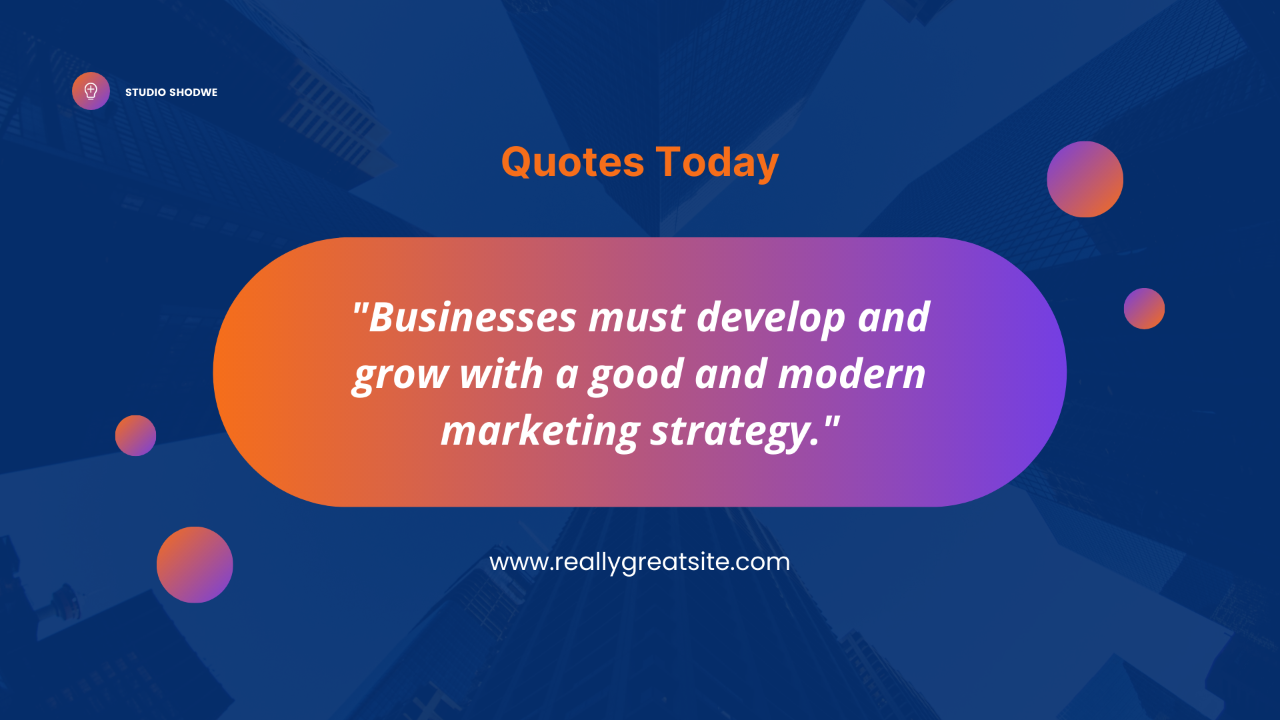 STUDIO SHODWE
Quotes Today
"Businesses must develop and
grow with a good and modern
marketing strategy."
www.reallygreatsite.com